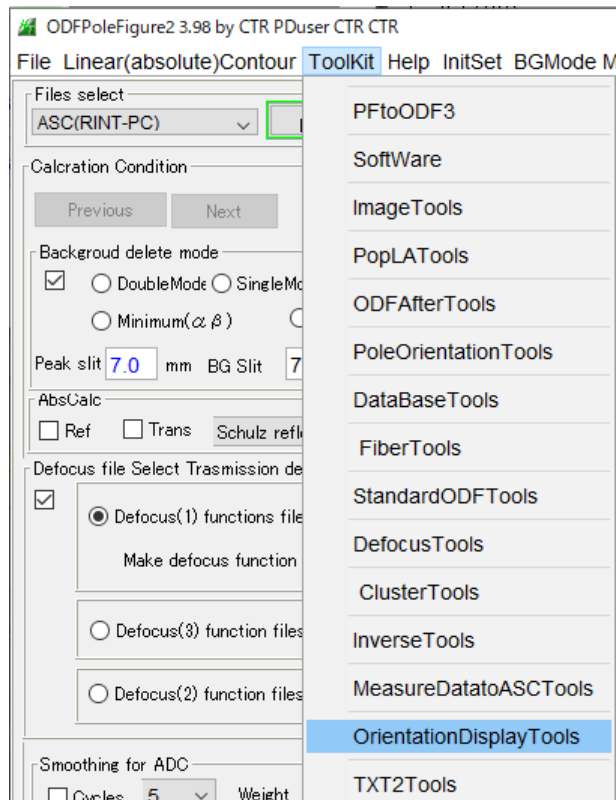 ODFPoleFigure2 3.98 by CTR PDuser CTR CTR
File Linear(absolute)Contour ToolKit Help InitSet BGMode M
Files select
ASC(RINT-PC)
Calcration Condition
Previous Next
Backgroud delete mode
DoubleMode SingleMo
Minimum(αβ)
Peak slit 7.0 mm BG Slit 7
AbsCalc
Ref Trans Schulz refle
Defocus file Select Trasmission de
Defocus(1) functions file
Make defocus function
Defocus(3) function files
Defocus(2) function files
Smoothing for ADC
Cycles 5 Weight
PFtoODF3
SoftWare
ImageTools
PopLATools
ODFAfterTools
PoleOrientationTools
DataBaseTools
FiberTools
StandardODFTools
DefocusTools
ClusterTools
InverseTools
MeasureDatatoASCTools
OrientationDisplayTools
TXT2Tools